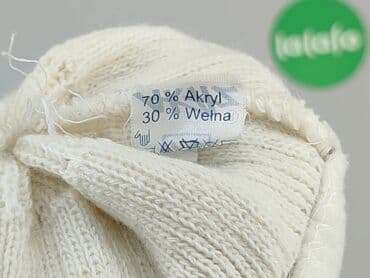 lalafo
70 % Akryl
30 % Wełna